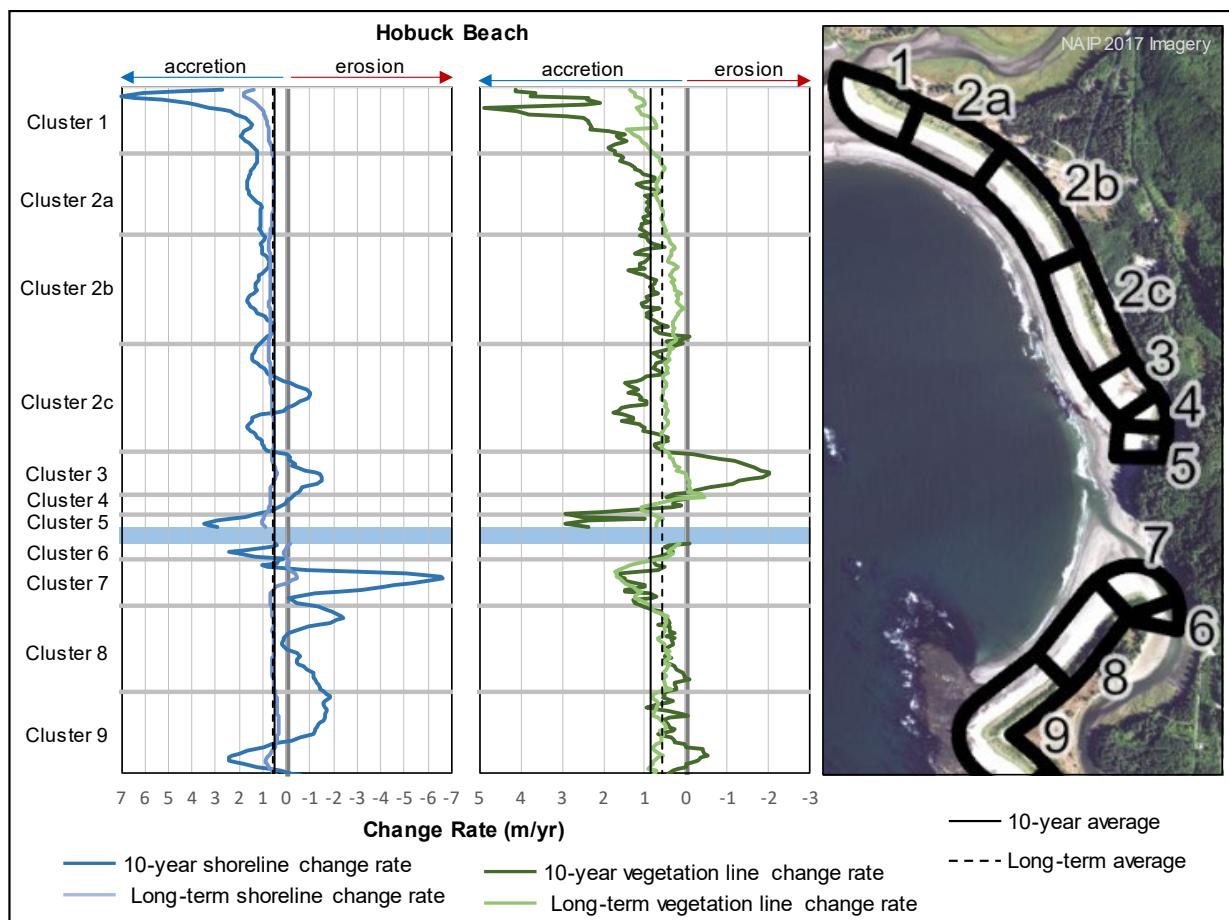 Hobuck Beach
accretion erosion
accretion erosion
Cluster 1
Cluster 2a
Cluster 2b
Cluster 2c
Cluster 3
Cluster 4
Cluster 5
Cluster 6
Cluster 7
Cluster 8
Cluster 9
7 6 5 4 3 2 1 0 -1 -2 -3 -4 -5 -6 -7
5 4 3 2 1 0 -1 -2 -3
Change Rate (m/yr)
NAIP 2017 Imagery
1
2a
2b
2c
3
4
5
7
6
8
9
10-year shoreline change rate
Long-term shoreline change rate
10-year vegetation line change rate
Long-term vegetation line change rate
10-year average
Long-term average